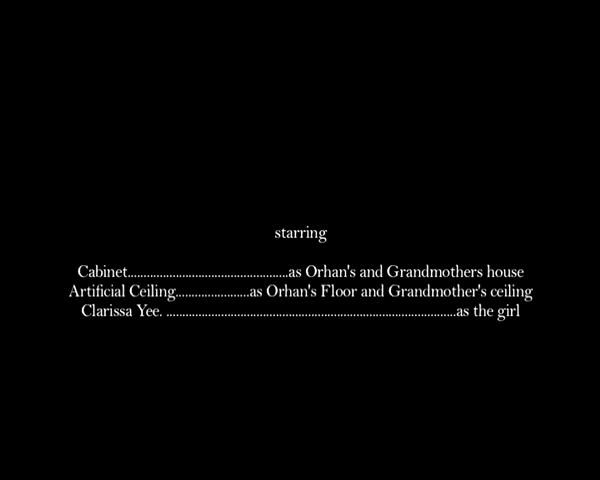 starring
Cabinet..................................................as Orhan's and Grandmothers house
Artificial Ceiling.......................as Orhan's Floor and Grandmother's ceiling
Clarissa Yee. ..........................................................................................as the girl